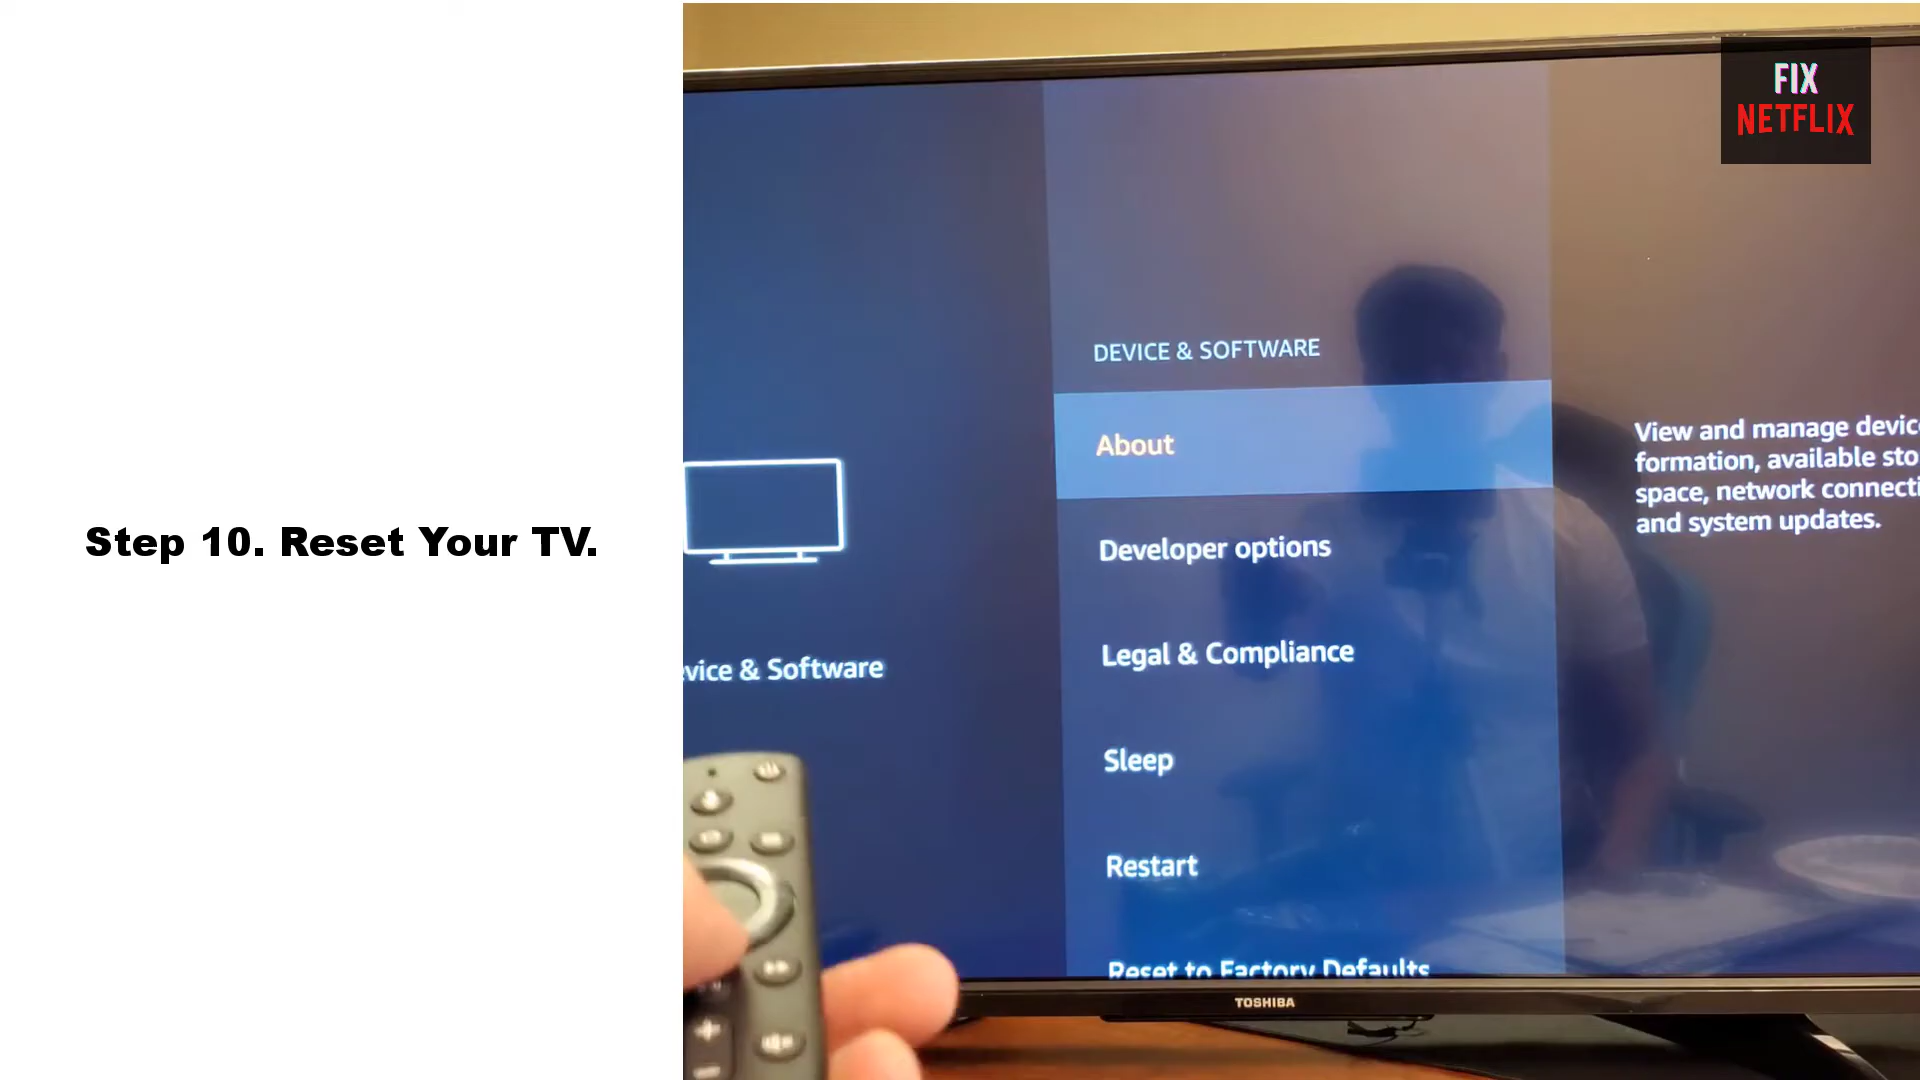 Step 10. Reset Your TV.
FIX
NETFLIX
DEVICE & SOFTWARE
About
Developer options
Legal & Compliance
Sleep
Restart
Reset to Factory Defaults
vice & Software
View and manage devic
formation, available sto
space, network connecti
and system updates.
TOSHIBA